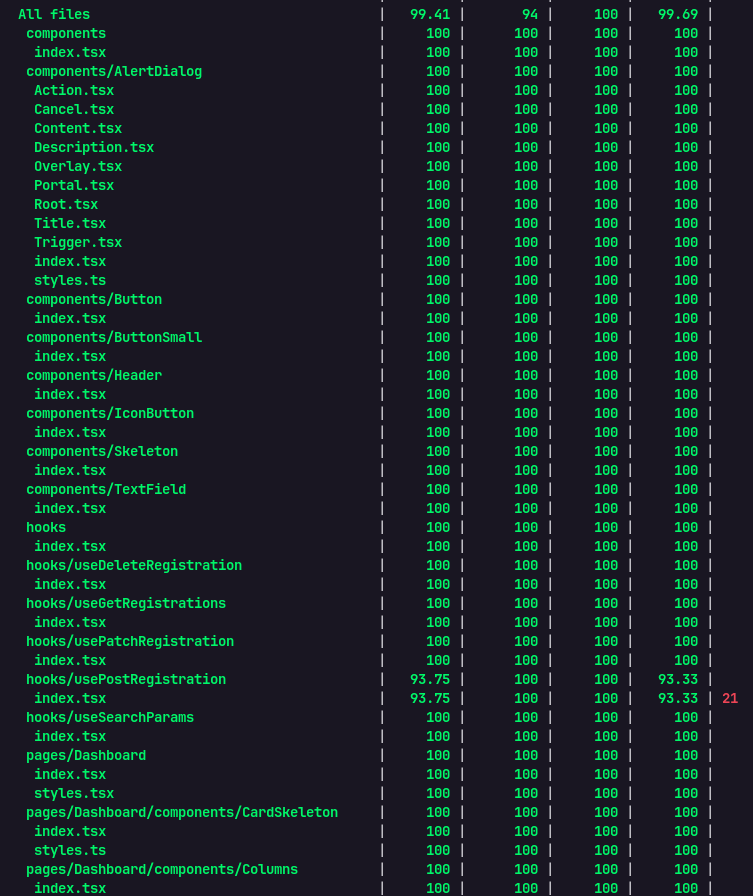 All files | 99.41 | 94 | 100 | 99.69 |
components | 100 | 100 | 100 | 100 |
index.tsx | 100 | 100 | 100 | 100 |
components/AlertDialog | 100 | 100 | 100 | 100 |
Action.tsx | 100 | 100 | 100 | 100 |
Cancel.tsx | 100 | 100 | 100 | 100 |
Content.tsx | 100 | 100 | 100 | 100 |
Description.tsx | 100 | 100 | 100 | 100 |
Overlay.tsx | 100 | 100 | 100 | 100 |
Portal.tsx | 100 | 100 | 100 | 100 |
Root.tsx | 100 | 100 | 100 | 100 |
Title.tsx | 100 | 100 | 100 | 100 |
Trigger.tsx | 100 | 100 | 100 | 100 |
index.tsx | 100 | 100 | 100 | 100 |
styles.ts | 100 | 100 | 100 | 100 |
components/Button | 100 | 100 | 100 | 100 |
index.tsx | 100 | 100 | 100 | 100 |
components/ButtonSmall | 100 | 100 | 100 | 100 |
index.tsx | 100 | 100 | 100 | 100 |
components/Header | 100 | 100 | 100 | 100 |
index.tsx | 100 | 100 | 100 | 100 |
components/IconButton | 100 | 100 | 100 | 100 |
index.tsx | 100 | 100 | 100 | 100 |
components/Skeleton | 100 | 100 | 100 | 100 |
index.tsx | 100 | 100 | 100 | 100 |
components/TextField | 100 | 100 | 100 | 100 |
index.tsx | 100 | 100 | 100 | 100 |
hooks | 100 | 100 | 100 | 100 |
index.tsx | 100 | 100 | 100 | 100 |
hooks/useDeleteRegistration | 100 | 100 | 100 | 100 |
index.tsx | 100 | 100 | 100 | 100 |
hooks/useGetRegistrations | 100 | 100 | 100 | 100 |
index.tsx | 100 | 100 | 100 | 100 |
hooks/usePatchRegistration | 100 | 100 | 100 | 100 |
index.tsx | 100 | 100 | 100 | 100 |
hooks/usePostRegistration | 93.75 | 100 | 100 | 93.33 |
index.tsx | 93.75 | 100 | 100 | 93.33 | 21
hooks/useSearchParams | 100 | 100 | 100 | 100 |
index.tsx | 100 | 100 | 100 | 100 |
pages/Dashboard | 100 | 100 | 100 | 100 |
index.tsx | 100 | 100 | 100 | 100 |
styles.tsx | 100 | 100 | 100 | 100 |
pages/Dashboard/components/CardSkeleton | 100 | 100 | 100 | 100 |
index.tsx | 100 | 100 | 100 | 100 |
styles.ts | 100 | 100 | 100 | 100 |
pages/Dashboard/components/Columns | 100 | 100 | 100 | 100 |
index.tsx | 100 | 100 | 100 | 100 |